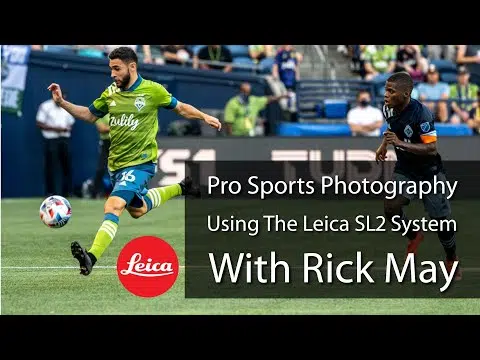 Zulily
16
Pro Sports Photography
Using The Leica SL2 System
With Rick May
Leica